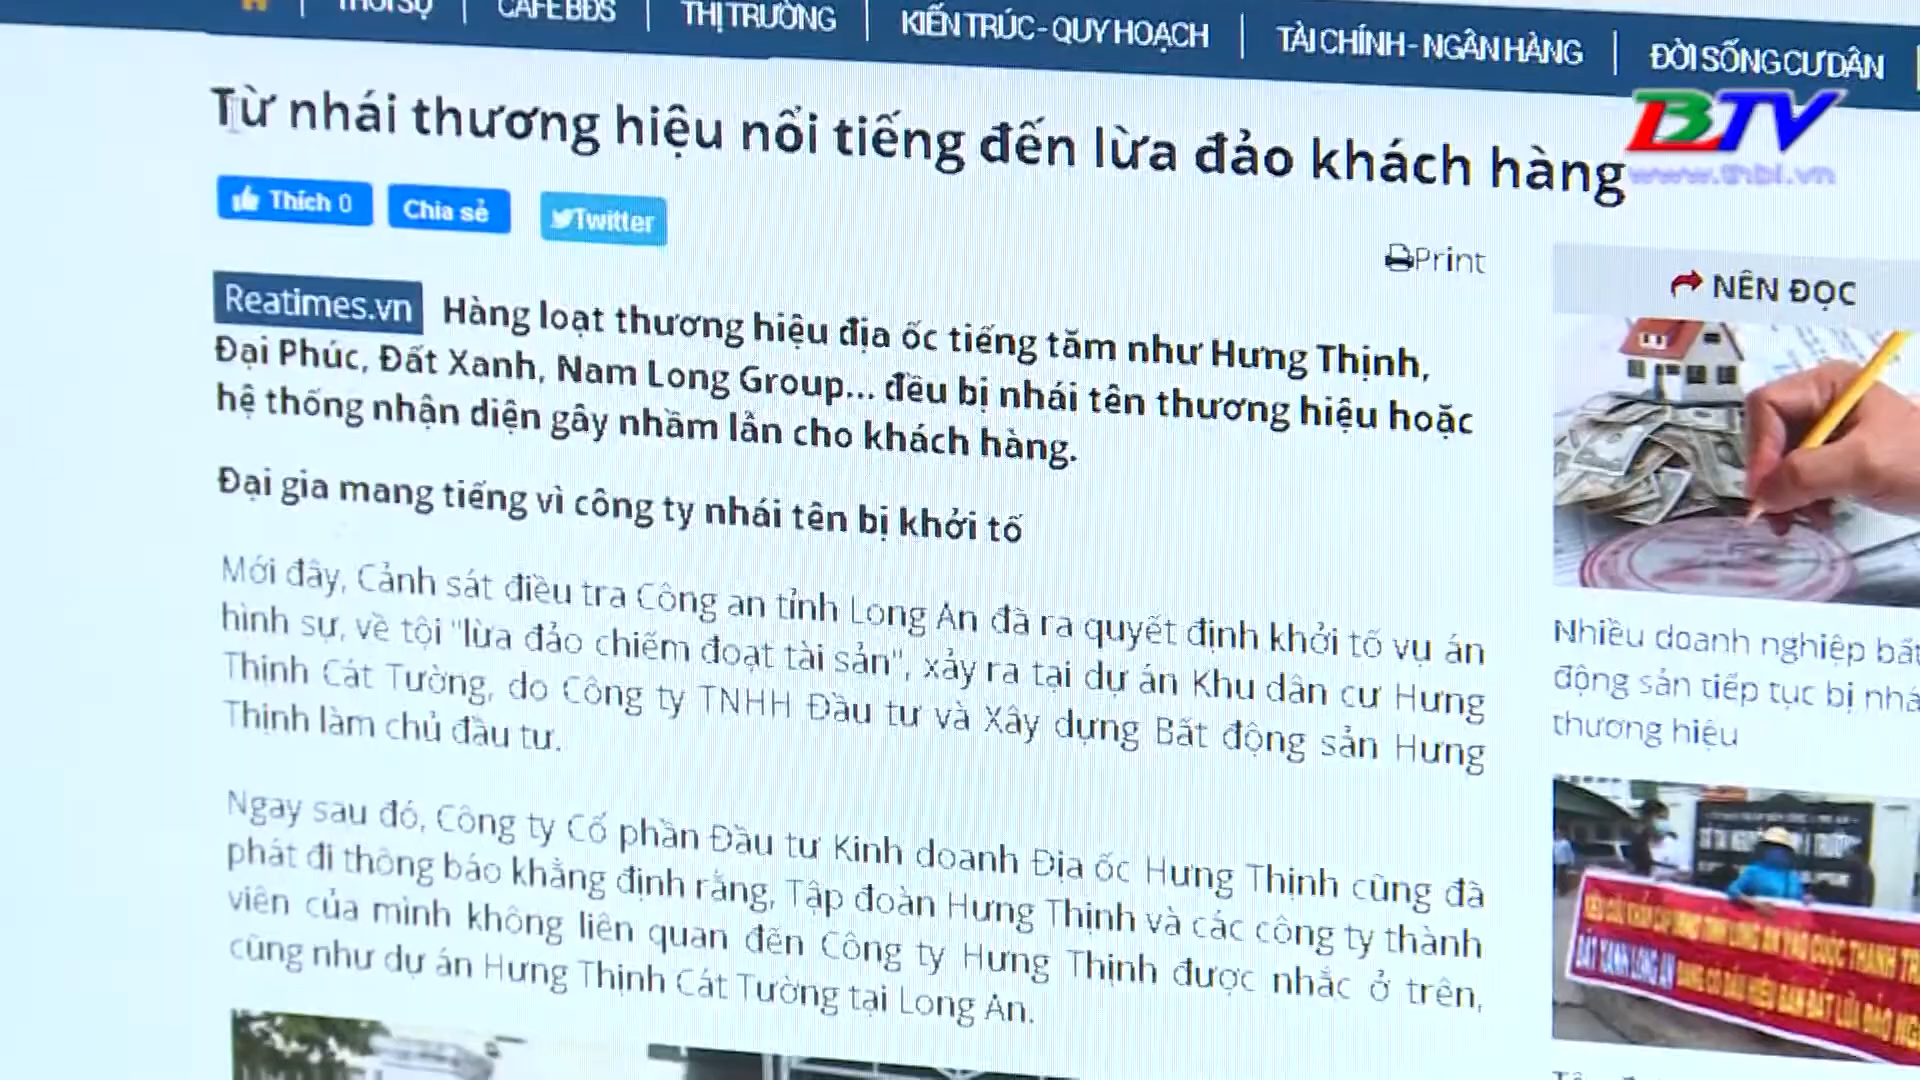 THỜI SỰ CAFE BĐS THỊ TRƯỜNG KIẾN TRÚC - QUY HOẠCH TÀI CHÍNH - NGÂN HÀNG ĐỜI SỐNG CƯ DÂN
BTV
www.thbl.vn
Từ nhái thương hiệu nổi tiếng đến lừa đảo khách hàng
Thích 0 Chia sẻ Twitter
Print
Reatimes.vn Hàng loạt thương hiệu địa ốc tiếng tăm như Hưng Thịnh,
Đại Phúc, Đất Xanh, Nam Long Group... đều bị nhái tên thương hiệu hoặc
hệ thống nhận diện gây nhầm lẫn cho khách hàng.
Đại gia mang tiếng vì công ty nhái tên bị khởi tố
Mới đây, Cảnh sát điều tra Công an tỉnh Long An đã ra quyết định khởi tố vụ án
hình sự, về tội "lừa đảo chiếm đoạt tài sản", xảy ra tại dự án Khu dân cư Hưng
Thịnh Cát Tường, do Công ty TNHH Đầu tư và Xây dựng Bất động sản Hưng
Thịnh làm chủ đầu tư.
Ngay sau đó, Công ty Cổ phần Đầu tư Kinh doanh Địa ốc Hưng Thịnh cũng đã
phát đi thông báo khẳng định rằng, Tập đoàn Hưng Thịnh và các công ty thành
viên của mình không liên quan đến Công ty Hưng Thịnh được nhắc ở trên,
cũng như dự án Hưng Thịnh Cát Tường tại Long An.
NÊN ĐỌC
Nhiều doanh nghiệp bất
động sản tiếp tục bị nhá
thương hiệu
ĐẤT XANH LONG AN